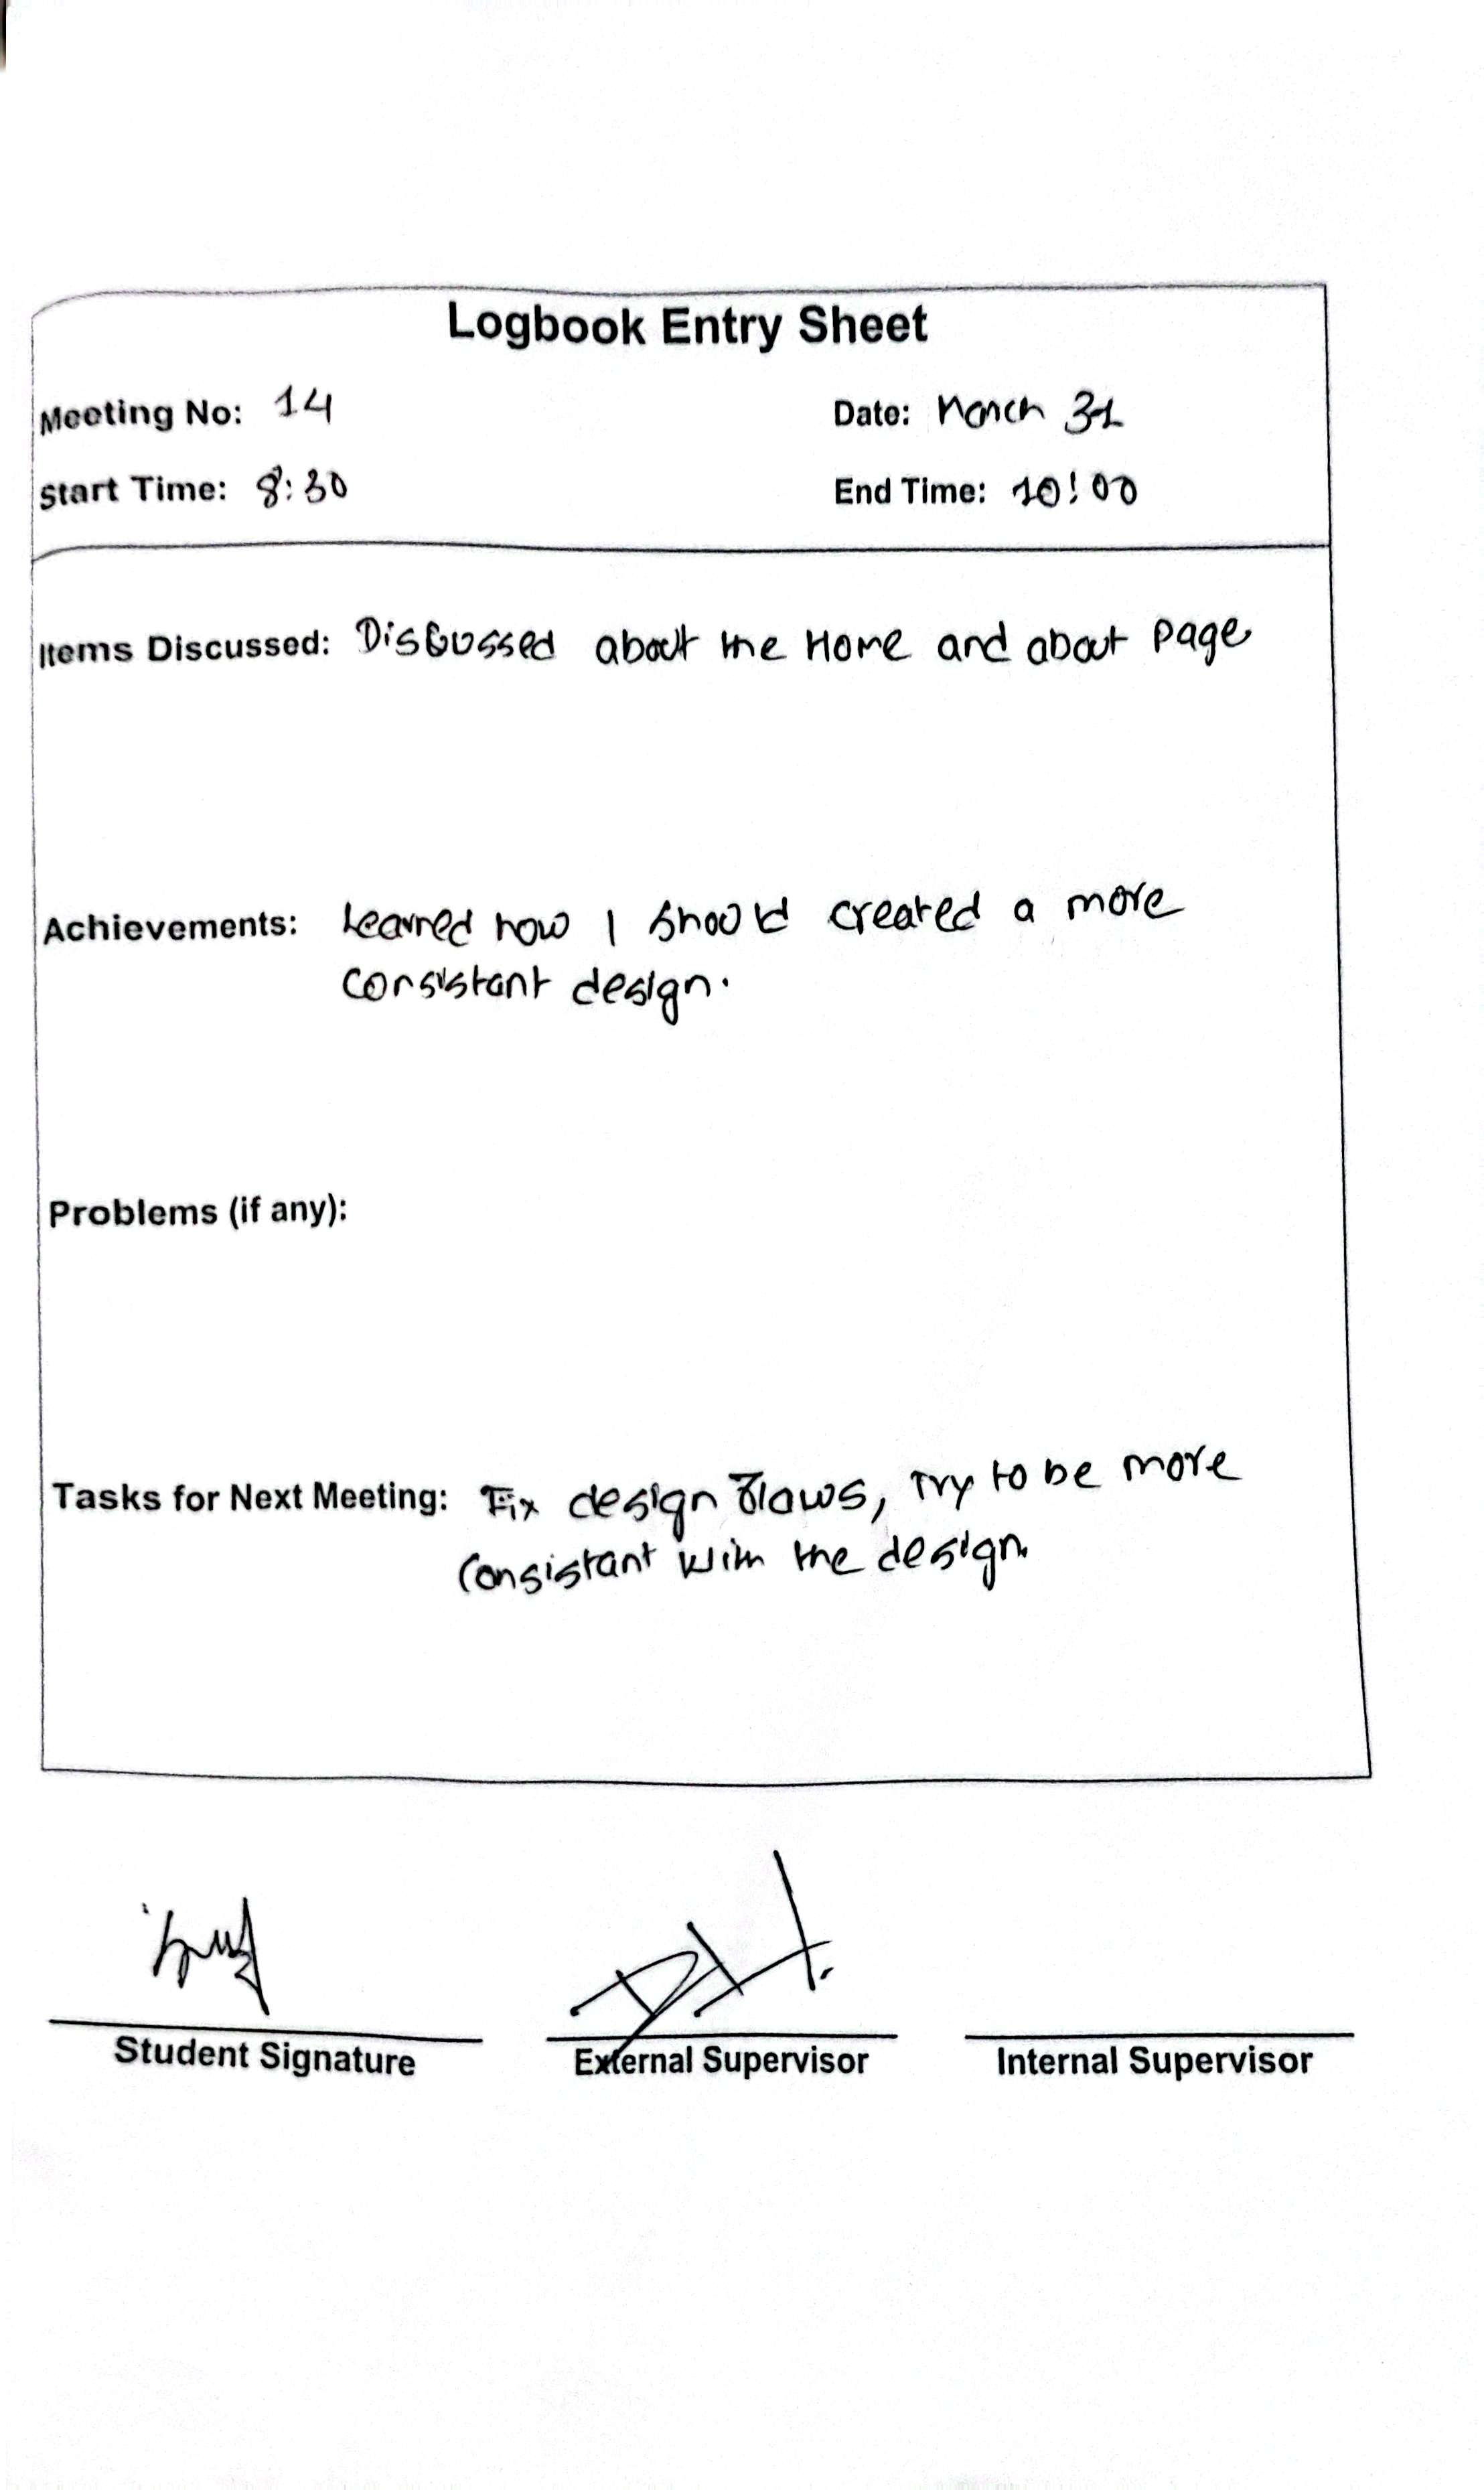 Logbook Entry Sheet
Meeting No: 14 Date: March 31
Start Time: 8:30 End Time: 10:00
Items Discussed: Discussed about the Home and about page
Achievements: Learned how I should created a more
consistant design.
Problems (if any):
Tasks for Next Meeting: Fix design flaws, Try to be more
consistant with the design.
Student Signature External Supervisor Internal Supervisor